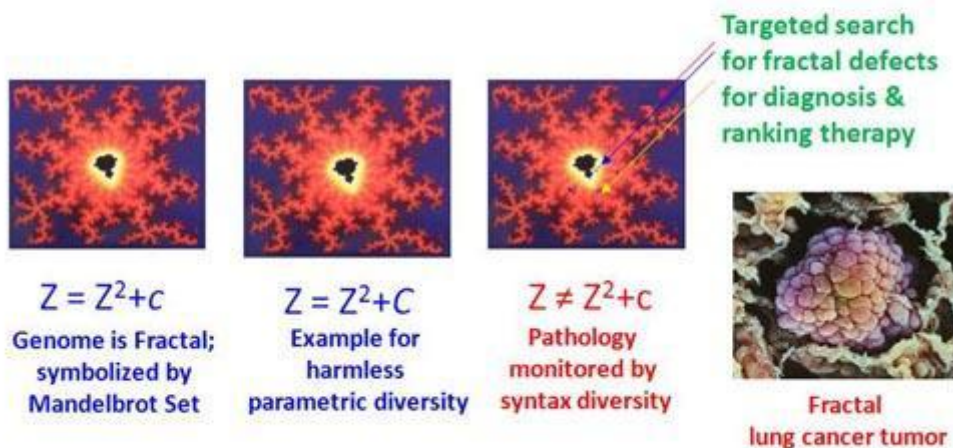 Targeted search
for fractal defects
for diagnosis &
ranking therapy
Z = Z²+c
Genome is Fractal;
symbolized by
Mandelbrot Set
Z = Z²+C
Example for
harmless
parametric diversity
Z ≠ Z²+c
Pathology
monitored by
syntax diversity
Fractal
lung cancer tumor